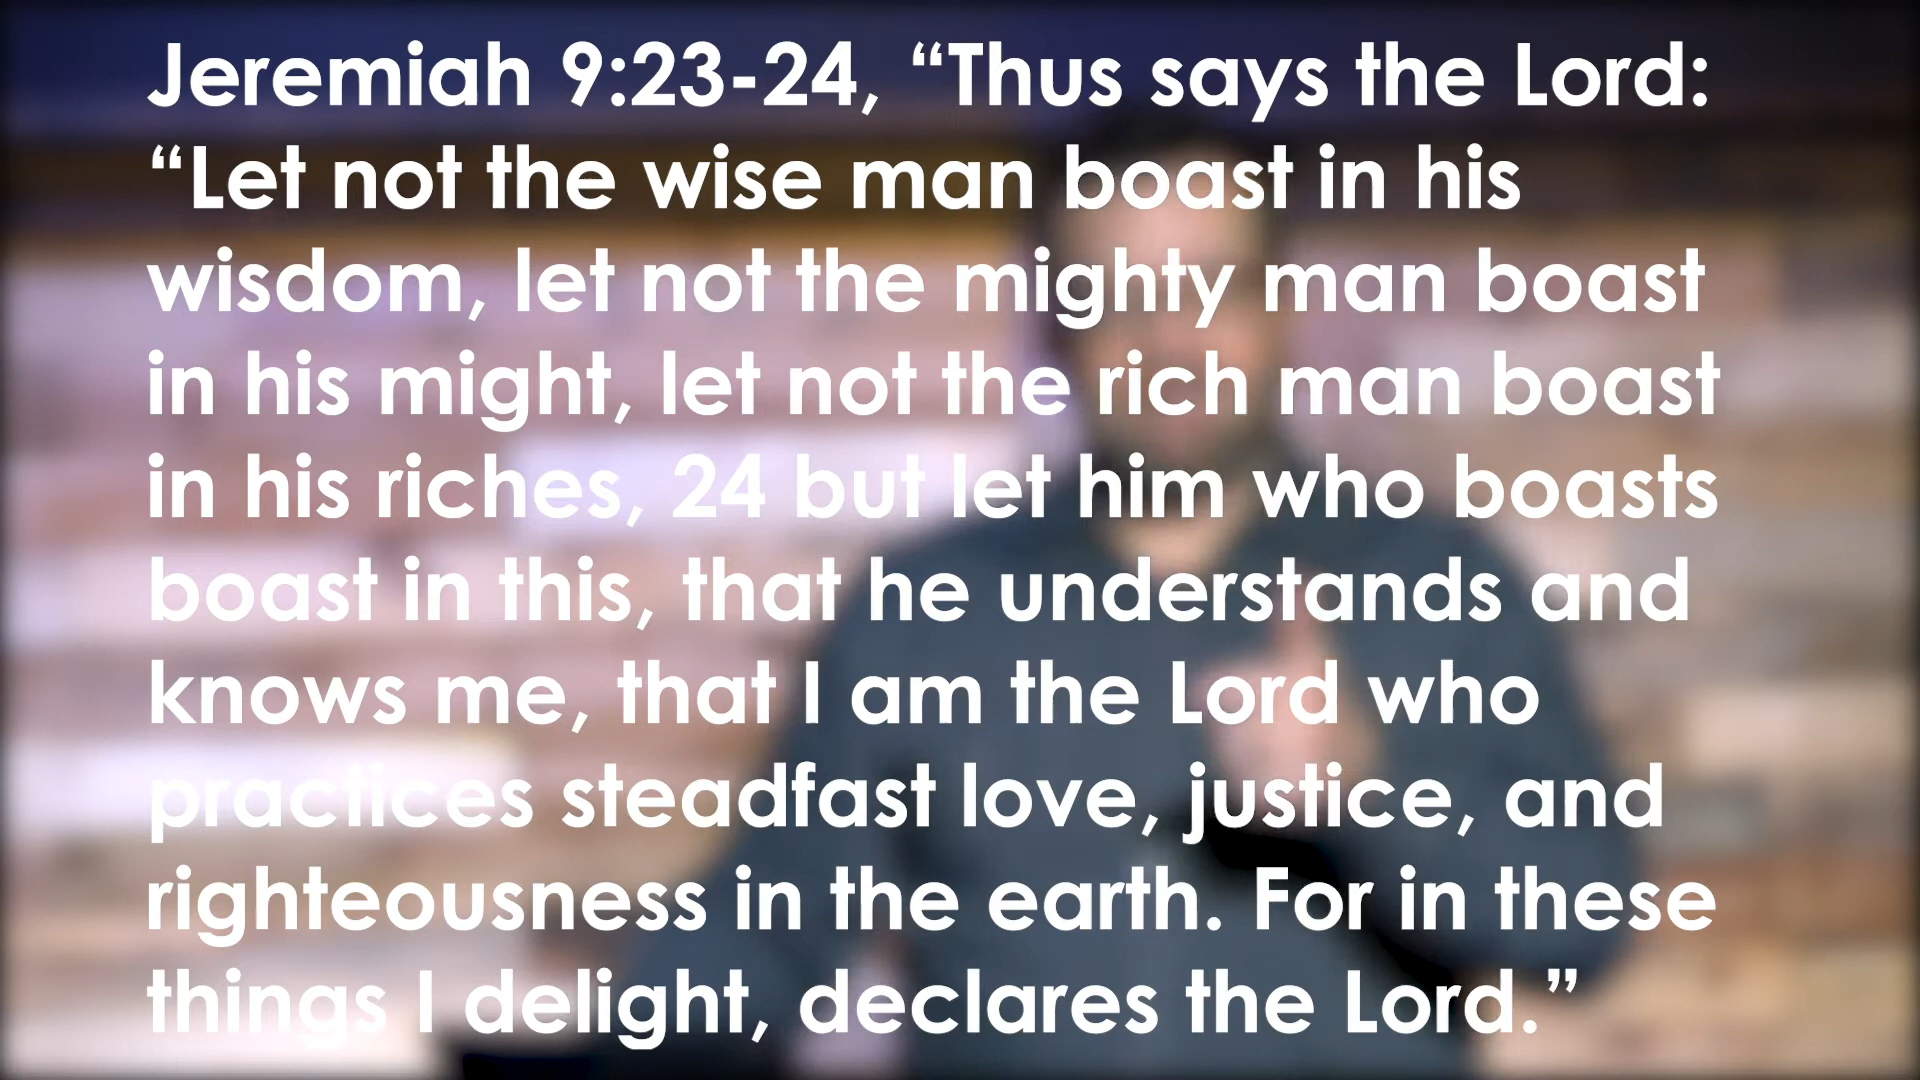 Jeremiah 9:23-24, “Thus says the Lord:
“Let not the wise man boast in his
wisdom, let not the mighty man boast
in his might, let not the rich man boast
in his riches, 24 but let him who boasts
boast in this, that he understands and
knows me, that I am the Lord who
practices steadfast love, justice, and
righteousness in the earth. For in these
things I delight, declares the Lord.”